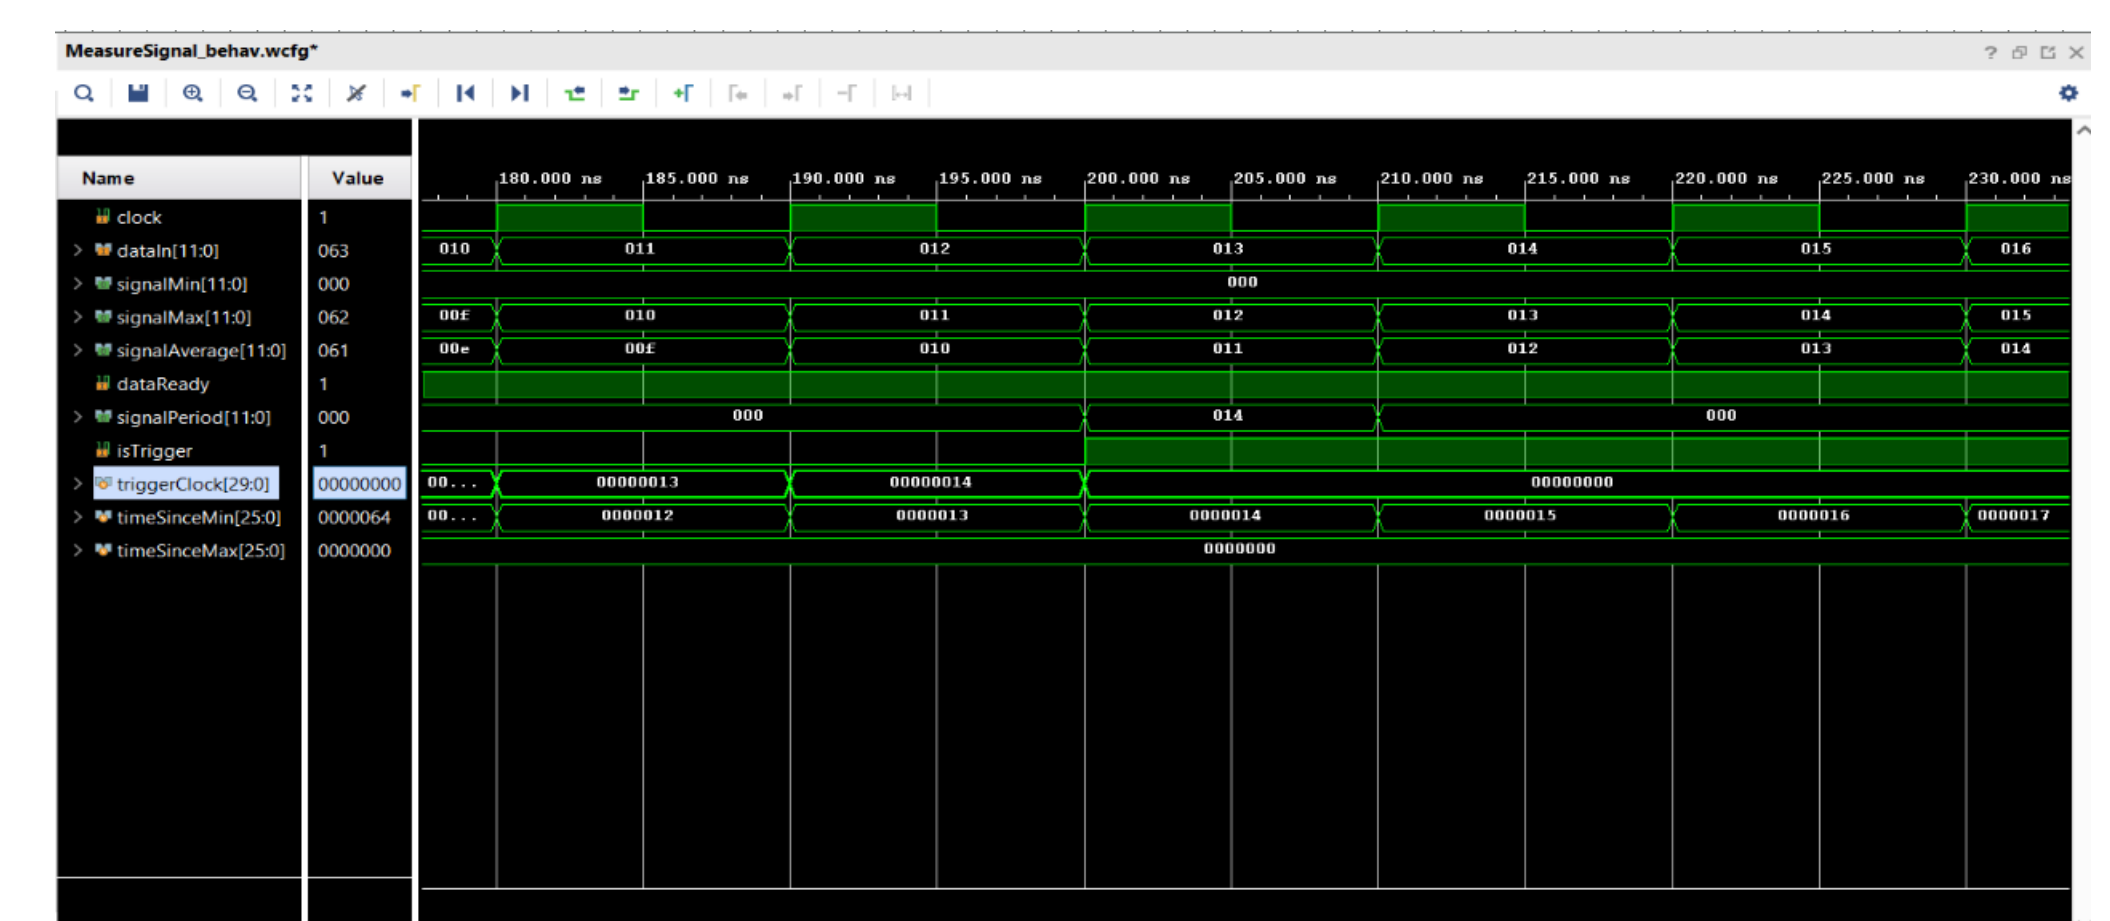 MeasureSignal_behav.wcfg*
?
Name Value 180.000 ns 185.000 ns 190.000 ns 195.000 ns 200.000 ns 205.000 ns 210.000 ns 215.000 ns 220.000 ns 225.000 ns 230.000 ns
clock 1
dataIn[11:0] 063 010 011 012 013 014 015 016
signalMin[11:0] 000 000
signalMax[11:0] 062 00f 010 011 012 013 014 015
signalAverage[11:0] 061 00e 00f 010 011 012 013 014
dataReady 1
signalPeriod[11:0] 000 000 014 000
isTrigger 1
triggerClock[29:0] 00000000 00... 00000013 00000014 00000000
timeSinceMin[25:0] 0000064 00... 0000012 0000013 0000014 0000015 0000016 0000017
timeSinceMax[25:0] 0000000 0000000